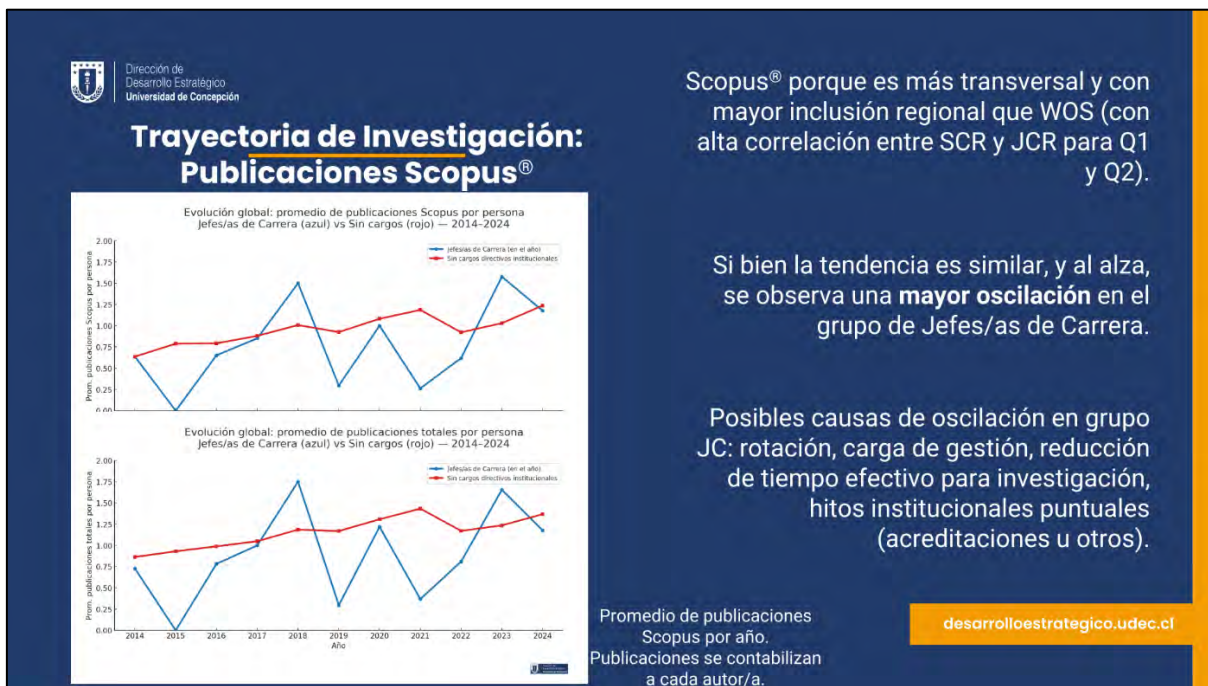 Dirección de
Desarrollo Estratégico
Universidad de Concepción
Trayectoria de Investigación:
Publicaciones Scopus®
Evolución global: promedio de publicaciones Scopus por persona
Jefes/as de Carrera (azul) vs Sin cargos (rojo) — 2014–2024
Jefes/as de Carrera (en el año)
Sin cargos directivos institucionales
Prom. publicaciones Scopus por persona
2.00
1.75
1.50
1.25
1.00
0.75
0.50
0.25
0.00
Evolución global: promedio de publicaciones totales por persona
Jefes/as de Carrera (azul) vs Sin cargos (rojo) — 2014–2024
Jefes/as de Carrera (en el año)
Sin cargos directivos institucionales
Prom. publicaciones totales por persona
2.00
1.75
1.50
1.25
1.00
0.75
0.50
0.25
0.00
2014 2015 2016 2017 2018 2019 2020 2021 2022 2023 2024
Año
Scopus® porque es más transversal y con
mayor inclusión regional que WOS (con
alta correlación entre SCR y JCR para Q1
y Q2).
Si bien la tendencia es similar, y al alza,
se observa una mayor oscilación en el
grupo de Jefes/as de Carrera.
Posibles causas de oscilación en grupo
JC: rotación, carga de gestión, reducción
de tiempo efectivo para investigación,
hitos institucionales puntuales
(acreditaciones u otros).
Promedio de publicaciones
Scopus por año.
Publicaciones se contabilizan
a cada autor/a.
desarrolloestrategico.udec.cl